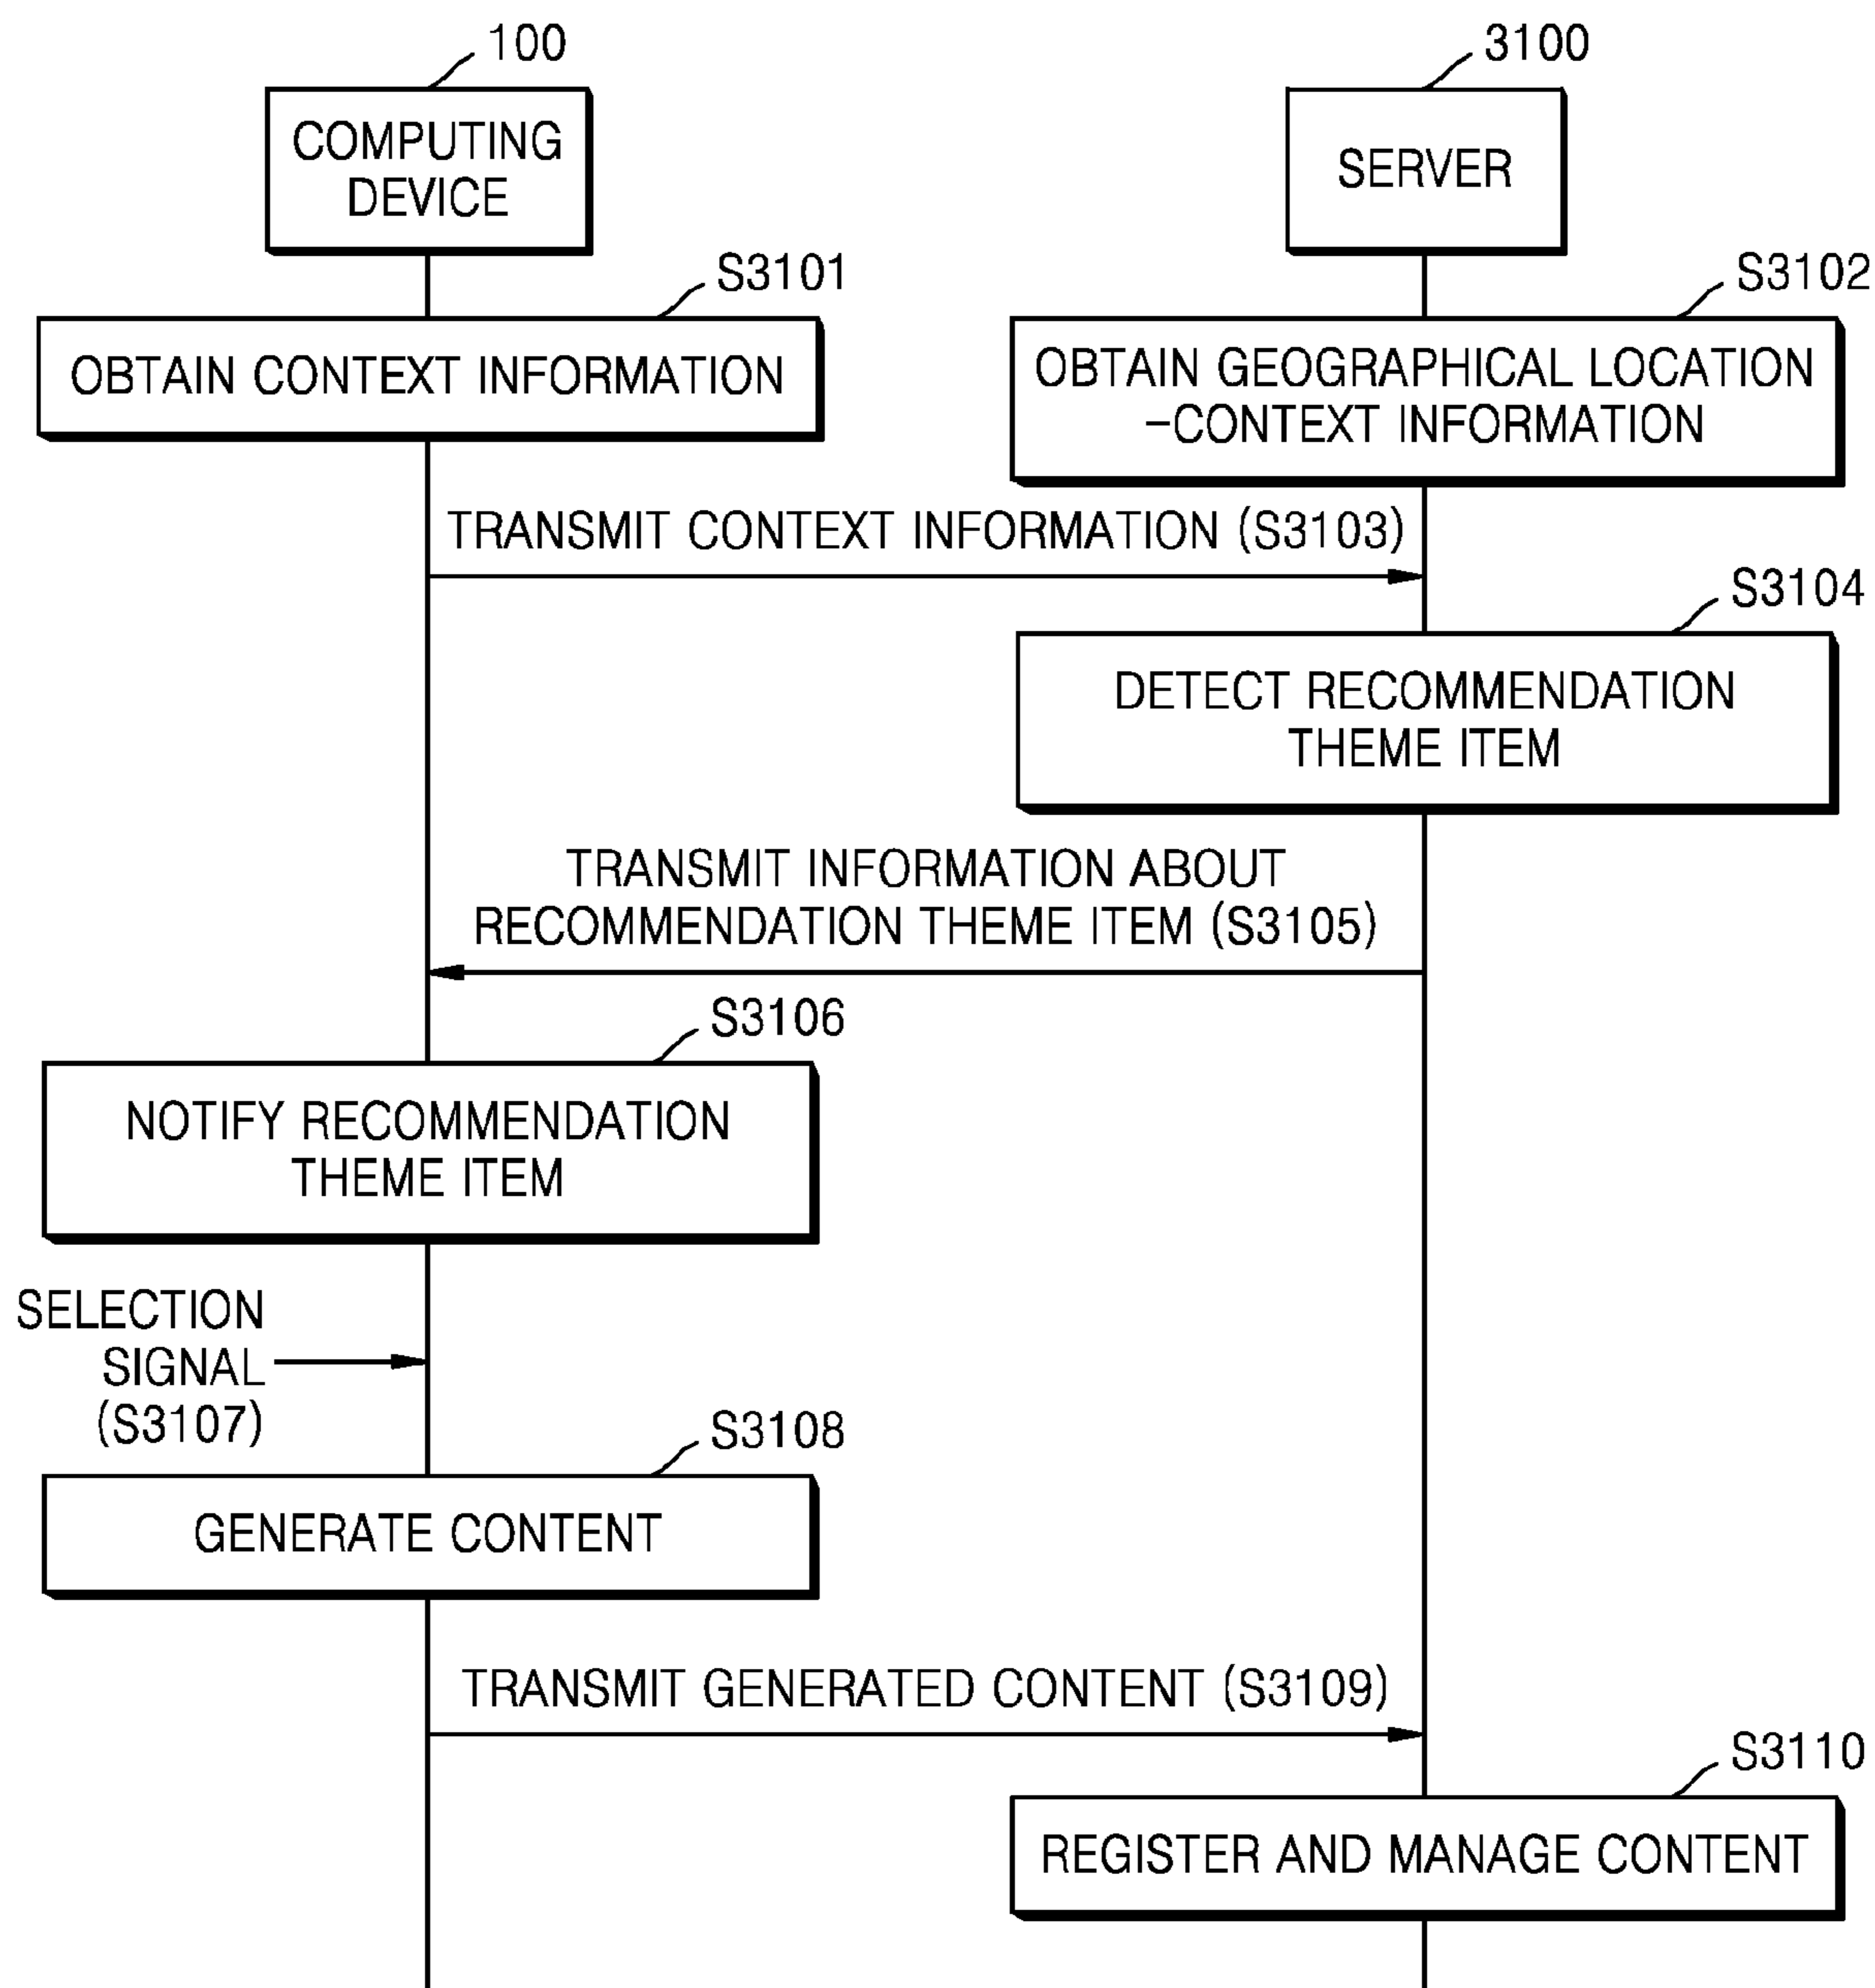 100
3100
COMPUTING
DEVICE
SERVER
S3101
S3102
OBTAIN CONTEXT INFORMATION
OBTAIN GEOGRAPHICAL LOCATION
-CONTEXT INFORMATION
TRANSMIT CONTEXT INFORMATION (S3103)
S3104
DETECT RECOMMENDATION
THEME ITEM
TRANSMIT INFORMATION ABOUT
RECOMMENDATION THEME ITEM (S3105)
S3106
NOTIFY RECOMMENDATION
THEME ITEM
SELECTION
SIGNAL
(S3107)
S3108
GENERATE CONTENT
TRANSMIT GENERATED CONTENT (S3109)
S3110
REGISTER AND MANAGE CONTENT